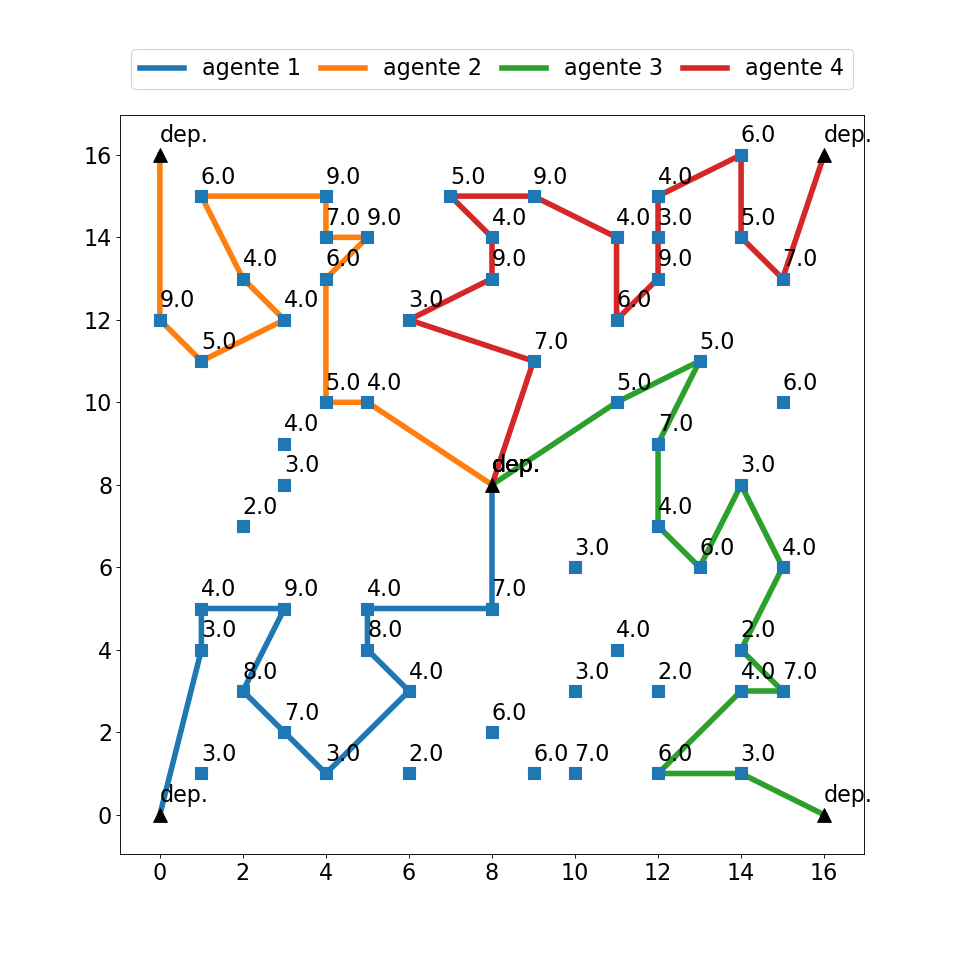 agente 1 agente 2 agente 3 agente 4
dep. 6.0 dep.
16
6.0 9.0 5.0 9.0 4.0
7.0 9.0 4.0 4.0 3.0 5.0
14
4.0 6.0 9.0 9.0 7.0
9.0 4.0 3.0 6.0
12
5.0 7.0 5.0
5.0 4.0 5.0 6.0
10
4.0 7.0
3.0 dep. dep. 3.0
8
2.0 4.0
3.0 6.0 4.0
6
4.0 9.0 4.0 7.0
3.0 8.0 4.0 2.0
4
8.0 4.0 3.0 2.0 4.0 7.0
7.0 6.0
2
3.0 3.0 2.0 6.0 7.0 6.0 3.0
dep. dep.
0
0 2 4 6 8 10 12 14 16